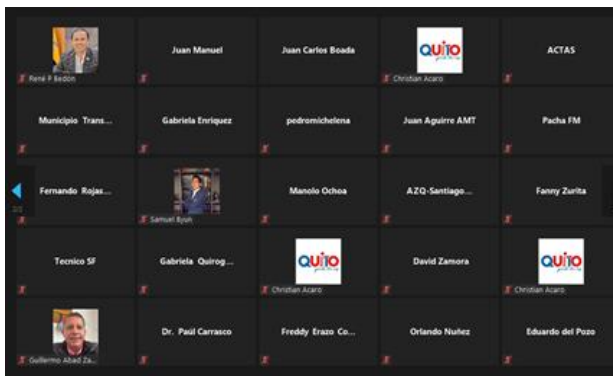 René P Bedón
Juan Manuel
Juan Carlos Boada
QUITO
Christian Acaro
ACTAS
Municipio Trans...
Gabriela Enriquez
pedromichelena
Juan Aguirre AMT
Pacha FM
Fernando Rojas...
Samuel Byun
Manolo Ochoa
AZQ-Santiago...
Fanny Zurita
Tecnico SF
Gabriela Quirog...
QUITO
Christian Acaro
David Zamora
QUITO
Christian Acaro
Guillermo Abad Za...
Dr. Paúl Carrasco
Freddy Erazo Co...
Orlando Nuñez
Eduardo del Pozo